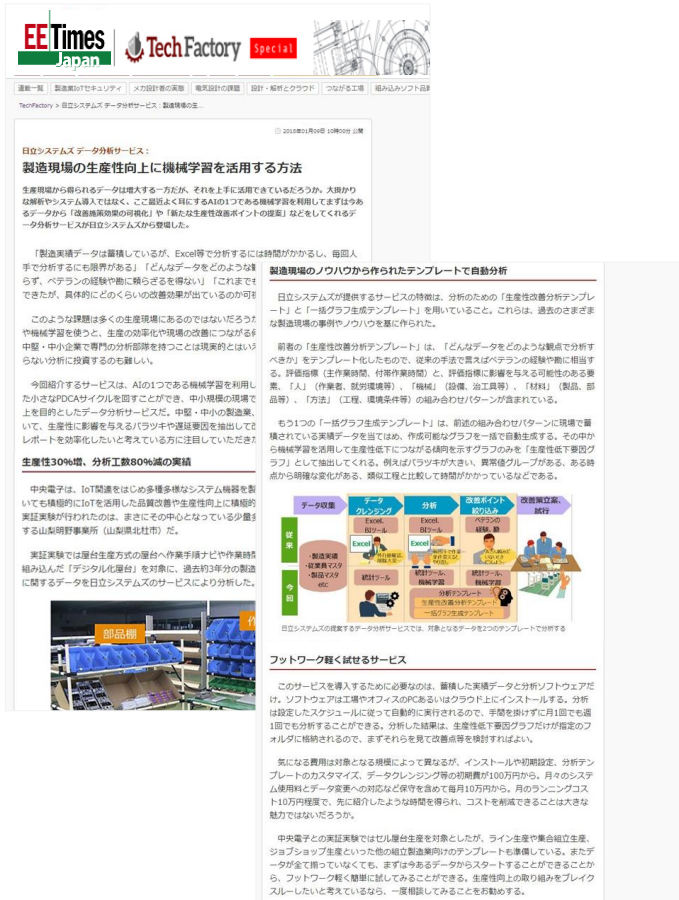 EE Times
Japan
TechFactory
Special
連載一覧
製造業IoTセキュリティ
メカ設計者の実態
電気設計の課題
設計・解析とクラウド
つながる工場
組み込みソフト品
TechFactory > 日立システムズ データ分析サービス：製造現場の生...
2018年01月09日 10時00分 公開
日立システムズ データ分析サービス：
製造現場の生産性向上に機械学習を活用する方法
生産現場から得られるデータは増大する一方だが、それを上手に活用できているだろうか。大掛かり
な解析やシステム導入ではなく、ここ最近よく耳にするAIの1つである機械学習を利用してまずは今あ
るデータから「改善施策効果の可視化」や「新たな生産性改善ポイントの提案」などをしてくれるデ
ータ分析サービスが日立システムズから登場した。
「製造実績データは蓄積しているが、Excel等で分析するには時間がかかるし、毎回人
手で分析するにも限界がある」「どんなデータをどのような
らず、ベテランの経験や勘に頼らざるを得ない」「これまでも
できたが、具体的にどのくらいの改善効果が出ているのか可
このような課題は多くの生産現場にあるのではないだろうか
や機械学習を使うと、生産の効率化や現場の改善につながる
中堅・中小企業で専門の分析部隊を持つことは現実的とはい
らない分析に投資するのも難しい。
今回紹介するサービスは、AIの1つである機械学習を利用し
た小さなPDCAサイクルを回すことができ、中小規模の現場で
上を目的としたデータ分析サービスだ。中堅・中小の製造業、
いて、生産性に影響を与えるバラツキや遅延要因を抽出して
レポートを効率化したいと考えている方に注目していただき
生産性30％増、分析工数80％減の実績
中央電子は、IoT関連をはじめ多種多様なシステム機器を製
いても積極的にIoTを活用した品質改善や生産性向上に積極的
実証実験が行われたのは、まさにその中心となっている少量
する山梨明野事業所（山梨県北杜市）だ。
実証実験では屋台生産方式の屋台へ作業手順ナビや作業時間
組み込んだ「デジタル化屋台」を対象に、過去約3年分の製造
に関するデータを日立システムズのサービスにより分析した。
部品棚
作
製造現場のノウハウから作られたテンプレートで自動分析
日立システムズが提供するサービスの特徴は、分析のための「生産性改善分析テンプレ
ート」と「一括グラフ生成テンプレート」を用いていること。これらは、過去のさまざま
な製造現場の事例やノウハウを基に作られた。
前者の「生産性改善分析テンプレート」は、「どんなデータをどのような観点で分析す
べきか」をテンプレート化したもので、従来の手法で言えばベテランの経験や勘に相当す
る。評価指標（主作業時間、付帯作業時間）と、評価指標に影響を与える可能性のある要
素、「人」（作業者、就労環境等）、「機械」（設備、治工具等）、「材料」（製品、部
品等）、「方法」（工程、環境条件等）の組み合わせパターンが含まれている。
もう1つの「一括グラフ生成テンプレート」は、前述の組み合わせパターンに現場で蓄
積されている実績データを当てはめ、作成可能なグラフを一括で自動生成する。その中か
ら機械学習を活用して生産性低下につながる傾向を示すグラフのみを「生産性低下要因グ
ラフ」として抽出してくれる。例えばバラツキが大きい、異常値グループがある、ある時
点から明確な変化がある、類似工程と比較して時間がかかっているなどである。
データ収集
データ
クレンジング
分析
改善ポイント
絞り込み
改善策立案、
試行
従来
今回
・製造実績
・従業員マスタ
・製品マスタ
etc
Excel、
BIツール
Excel
Excel、
BIツール
Excel
ベテランの
経験、勘
統計ツール
統計ツール、
機械学習
統計ツール、
機械学習
分析テンプレート
生産性改善分析テンプレート
一括グラフ生成テンプレート
日立システムズの提案するデータ分析サービスでは、対象となるデータを2つのテンプレートで分析する
フットワーク軽く試せるサービス
このサービスを導入するために必要なのは、蓄積した実績データと分析ソフトウェアだ
け。ソフトウェアは工場やオフィスのPCあるいはクラウド上にインストールする。分析
は設定したスケジュールに従って自動的に実行されるので、手間を掛けずに月1回でも週
1回でも分析することができる。分析した結果は、生産性低下要因グラフだけが指定のフ
ォルダに格納されるので、まずそれらを見て改善点等を検討すればよい。
気になる費用は対象となる規模によって異なるが、インストールや初期設定、分析テン
プレートのカスタマイズ、データクレンジング等の初期費が100万円から。月々のシステ
ム使用料とデータ変更への対応など保守を含めて毎月10万円から。月のランニングコス
ト10万円程度で、先に紹介したような時間を得られ、コストを削減できることは大きな
魅力ではないだろうか。
中央電子との実証実験ではセル屋台生産を対象としたが、ライン生産や集合組立生産、
ジョブショップ生産といった他の組立製造業向けのテンプレートも準備している。またデ
ータが全て揃っていなくても、まずは今あるデータからスタートすることができることか
ら、フットワーク軽く簡単に試してみることができる。生産性向上の取り組みをブレイク
スルーしたいと考えているなら、一度相談してみることをお勧めする。